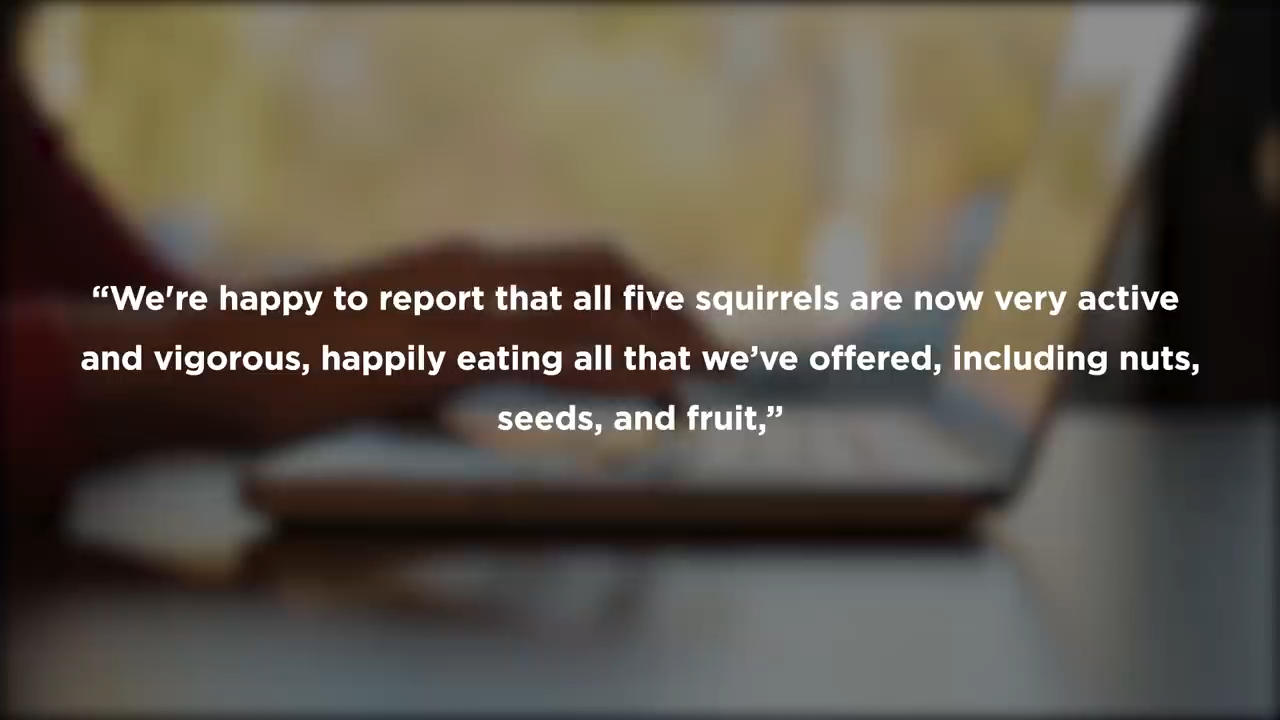 “We're happy to report that all five squirrels are now very active
and vigorous, happily eating all that we’ve offered, including nuts,
seeds, and fruit,”